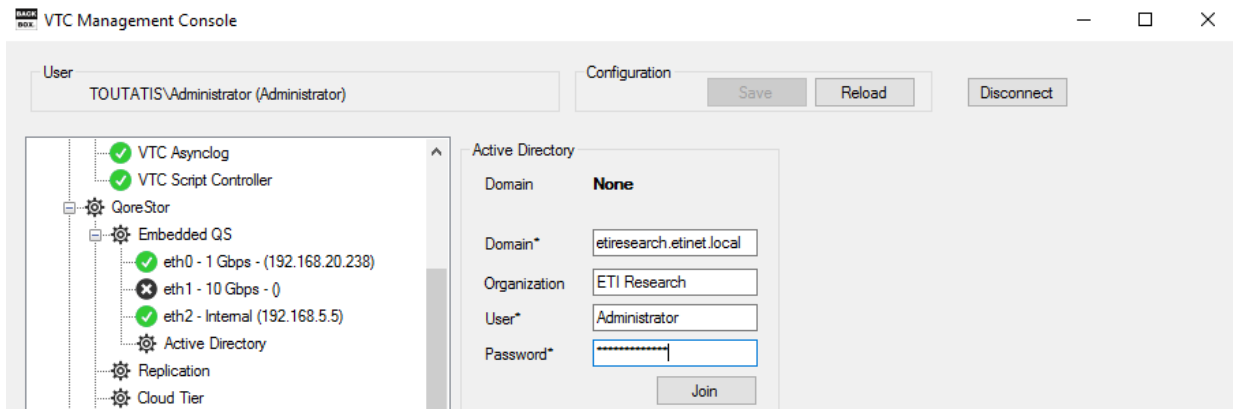 BACK
BOX
VTC Management Console
User
TOUTATIS\Administrator (Administrator)
Configuration
Save
Reload
Disconnect
VTC Asynclog
VTC Script Controller
QoreStor
Embedded QS
eth0 - 1 Gbps - (192.168.20.238)
eth1 - 10 Gbps - ()
eth2 - Internal (192.168.5.5)
Active Directory
Replication
Cloud Tier
Active Directory
Domain None
Domain* etiresearch.etinet.local
Organization ETI Research
User* Administrator
Password* *************
Join